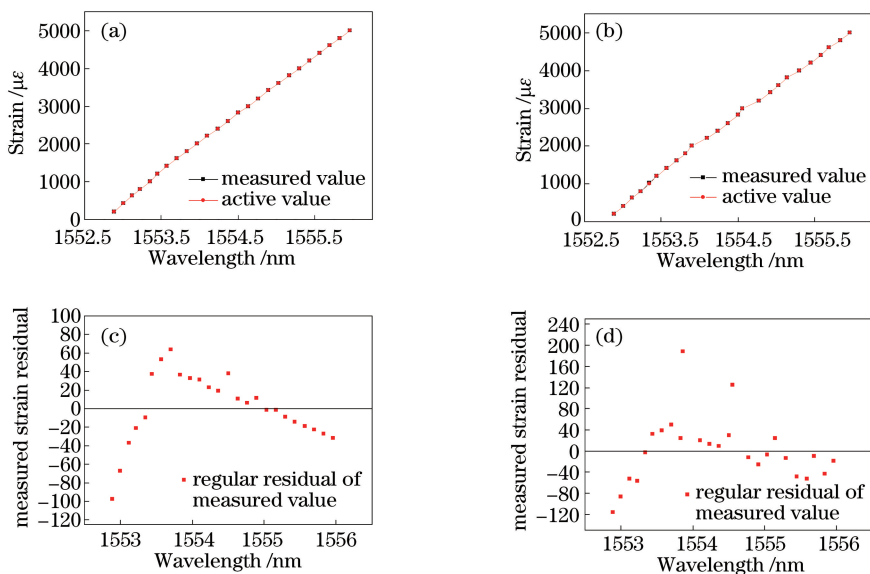 (a)
Strain /με
5000
4000
3000
2000
1000
0
1552.5 1553.5 1554.5 1555.5
Wavelength /nm
measured value
active value
(b)
Strain /με
5000
4000
3000
2000
1000
0
1552.5 1553.5 1554.5 1555.5
Wavelength /nm
measured value
active value
(c)
measured strain residual
100
80
60
40
20
0
−20
−40
−60
−80
−100
−120
1553 1554 1555 1556
Wavelength /nm
regular residual of
measured value
(d)
measured strain residual
240
200
160
120
80
40
0
−40
−80
−120
1553 1554 1555 1556
Wavelength /nm
regular residual of
measured value